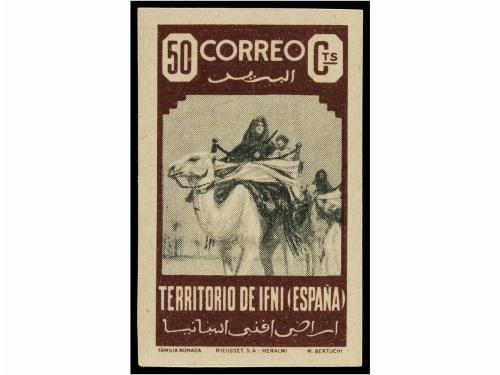 50 CORREO CTS
البريد
TERRITORIO DE IFNI (ESPAÑA)
اراضي افني اسبانيا
FAMILIA NOMADA RIEUSSET, S.A - HERALMI M. BERTUCHI